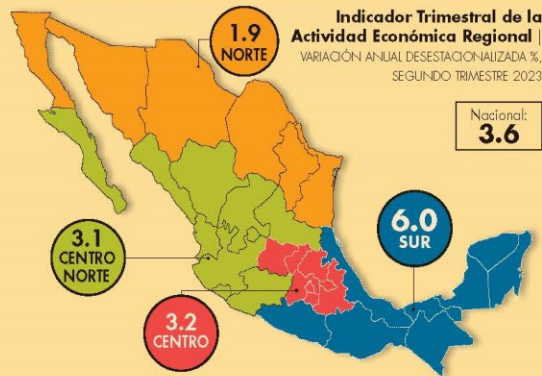 Indicador Trimestral de la
Actividad Económica Regional |
VARIACIÓN ANUAL DESESTACIONALIZADA %,
SEGUNDO TRIMESTRE 2023
Nacional:
3.6
1.9
NORTE
3.1
CENTRO
NORTE
3.2
CENTRO
6.0
SUR